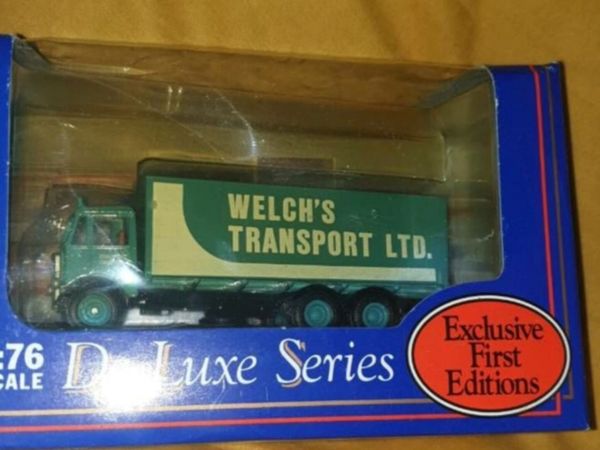 WELCH'S
TRANSPORT LTD.
:76
SCALE
De Luxe Series
Exclusive
First
Editions